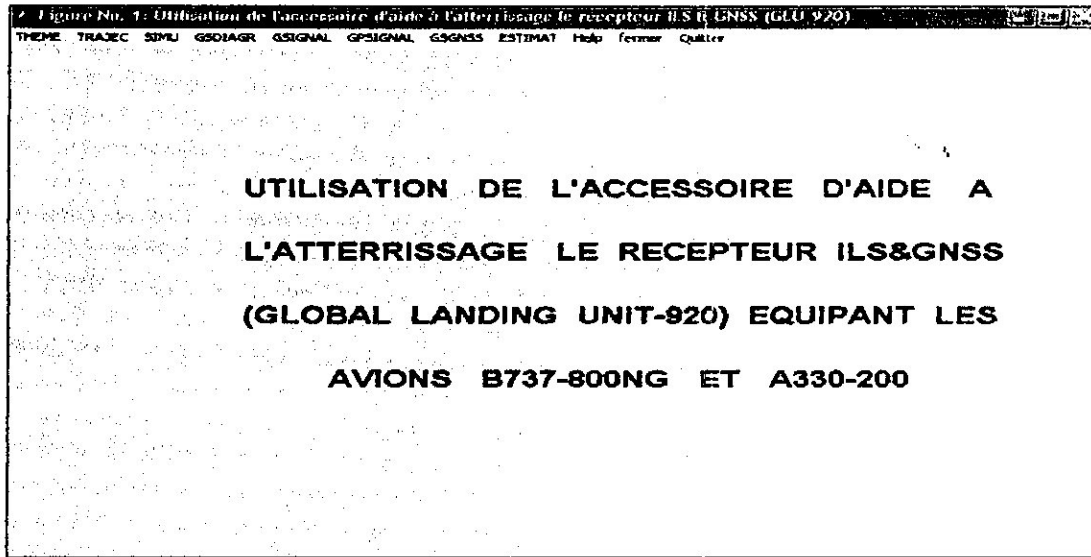 Figure No. 1: Utilisation de l'accessoire d'aide à l'atterrissage le recepteur ILS & GNSS (GLU 920)
THEME TRAJEC SIMU GSDIAGR GSIGNAL GPSIGNAL GSGNSS ESTIMAT Help fermer Quitter
UTILISATION DE L'ACCESSOIRE D'AIDE A
L'ATTERRISSAGE LE RECEPTEUR ILS&GNSS
(GLOBAL LANDING UNIT-920) EQUIPANT LES
AVIONS B737-800NG ET A330-200